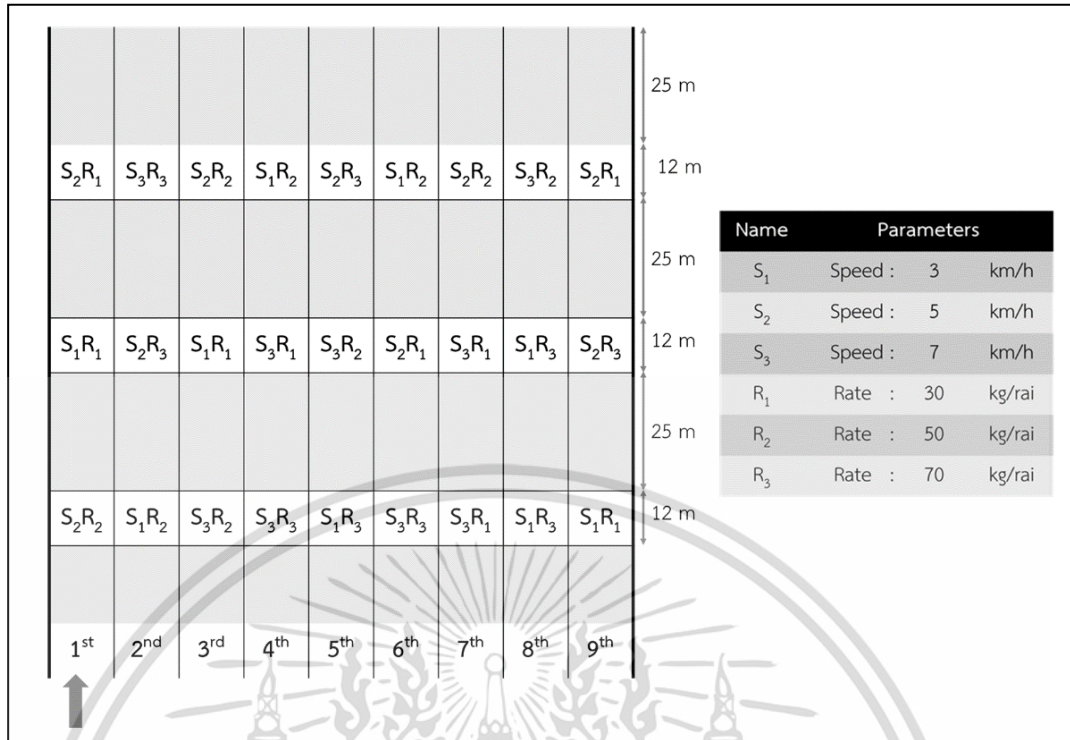 25 m
S₂R₁ S₃R₃ S₂R₂ S₁R₂ S₂R₃ S₁R₂ S₂R₂ S₃R₂ S₂R₁
12 m
25 m
S₁R₁ S₂R₃ S₁R₁ S₃R₁ S₃R₂ S₂R₁ S₃R₁ S₁R₃ S₂R₃
12 m
25 m
S₂R₂ S₁R₂ S₃R₂ S₃R₃ S₁R₃ S₃R₃ S₃R₁ S₁R₃ S₁R₁
12 m
1st 2nd 3rd 4th 5th 6th 7th 8th 9th
Name Parameters
S₁ Speed : 3 km/h
S₂ Speed : 5 km/h
S₃ Speed : 7 km/h
R₁ Rate : 30 kg/rai
R₂ Rate : 50 kg/rai
R₃ Rate : 70 kg/rai